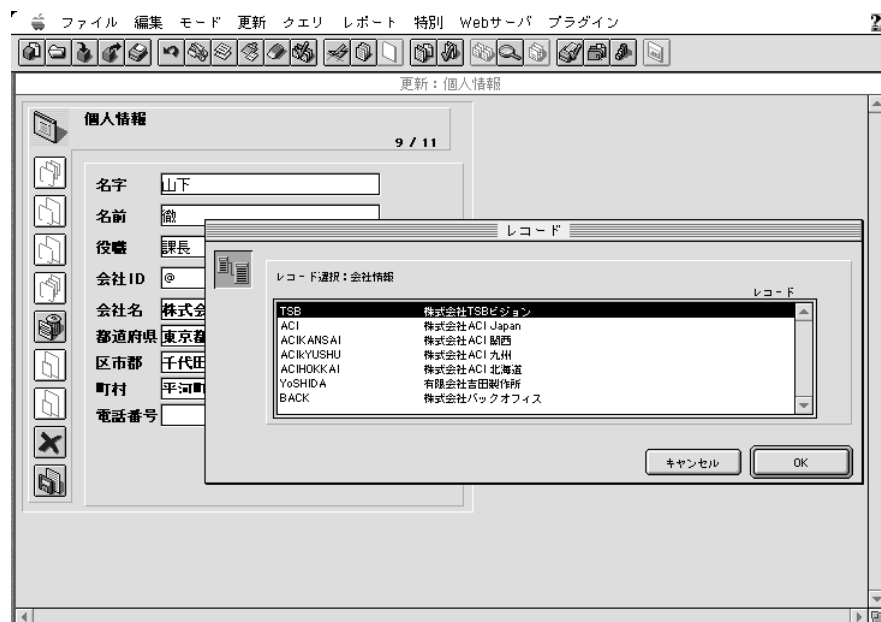 ファイル 編集 モード 更新 クエリ レポート 特別 Webサーバ プラグイン
更新：個人情報
個人情報
9 / 11
名字 山下
名前 徹
役職 課長
会社ID @
会社名 株式会
都道府県 東京都
区市郡 千代田
町村 平河町
電話番号
レコード
レコード選択：会社情報
レコード
TSB 株式会社TSBビジョン
ACI 株式会社ACI Japan
ACIKANSAI 株式会社ACI 関西
ACIkYUSHU 株式会社ACI 九州
ACIHOKKAI 株式会社ACI 北海道
YoSHIDA 有限会社吉田製作所
BACK 株式会社バックオフィス
キャンセル OK